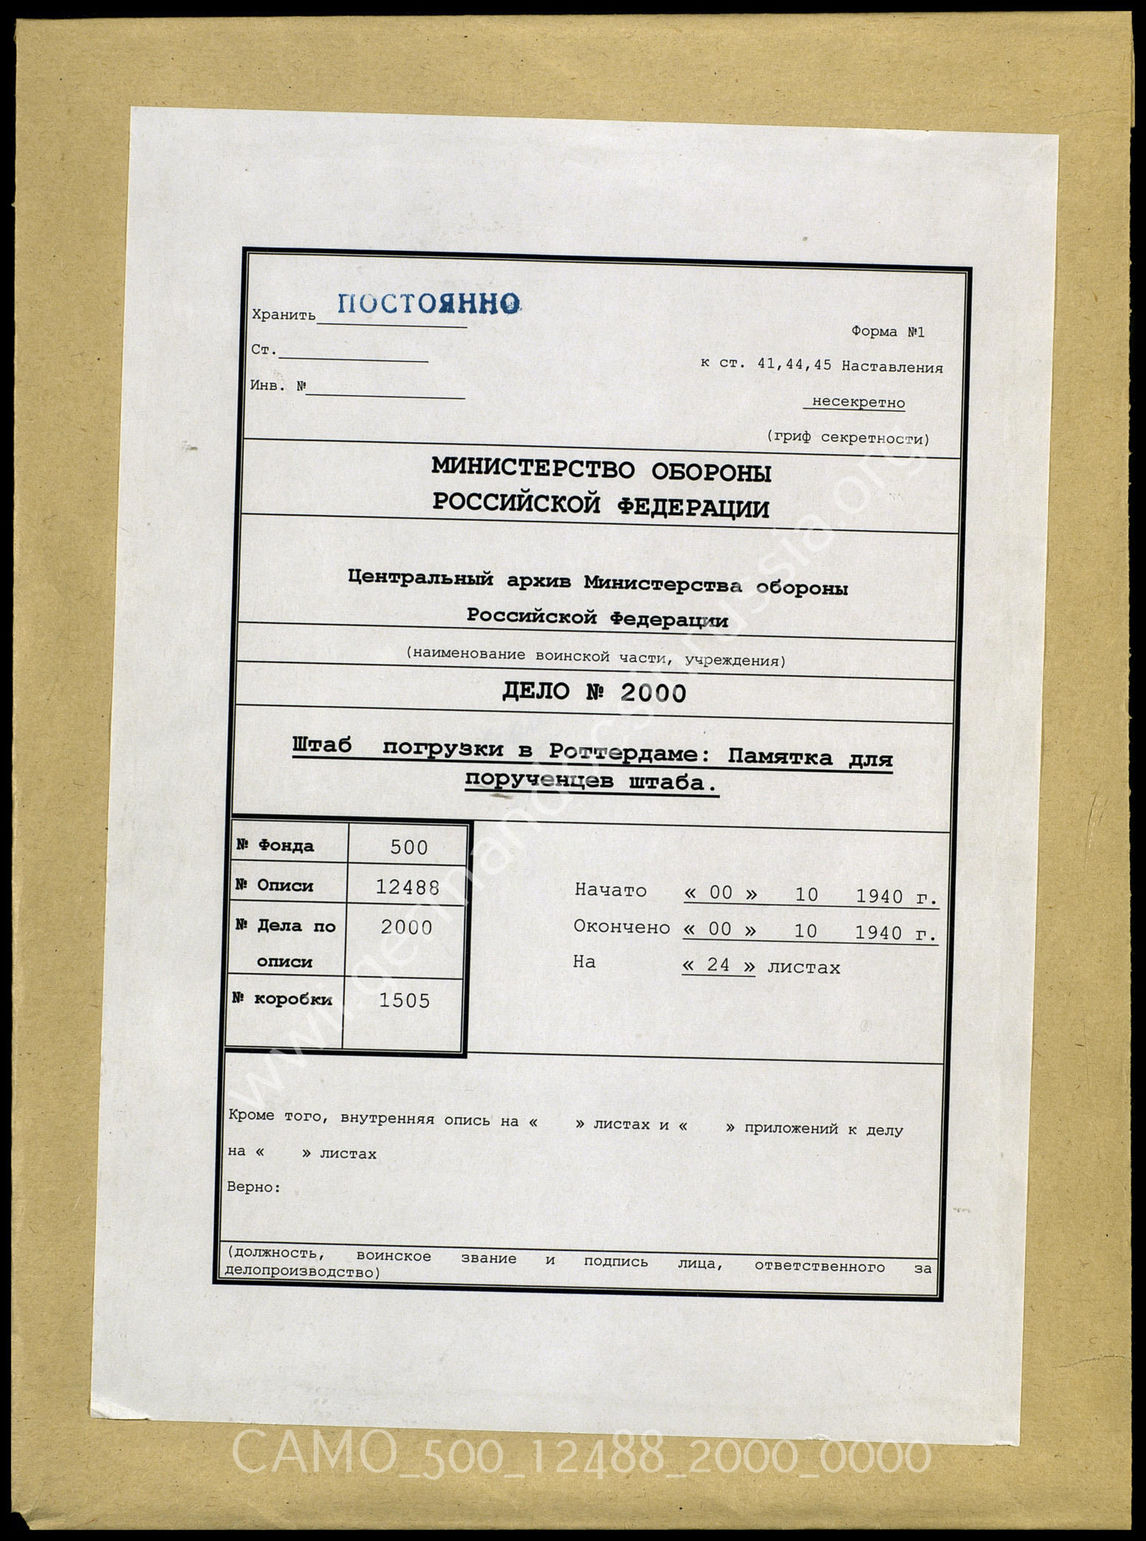 Хранить ПОСТОЯННО
Форма №1
Ст.
к ст. 41,44,45 Наставления
Инв. №
несекретно
(гриф секретности)
МИНИСТЕРСТВО ОБОРОНЫ
РОССИЙСКОЙ ФЕДЕРАЦИИ
Центральный архив Министерства обороны
Российской Федерации
(наименование воинской части, учреждения)
ДЕЛО № 2000
Штаб погрузки в Роттердаме: Памятка для
порученцев штаба.
№ Фонда 500
№ Описи 12488
№ Дела по описи 2000
№ коробки 1505
Начато « 00 » 10 1940 г.
Окончено « 00 » 10 1940 г.
На « 24 » листах
Кроме того, внутренняя опись на « » листах и « » приложений к делу
на « » листах
Верно:
(должность, воинское звание и подпись лица, ответственного за
делопроизводство)
www.germandocsinrussia.org
CAMO_500_12488_2000_0000